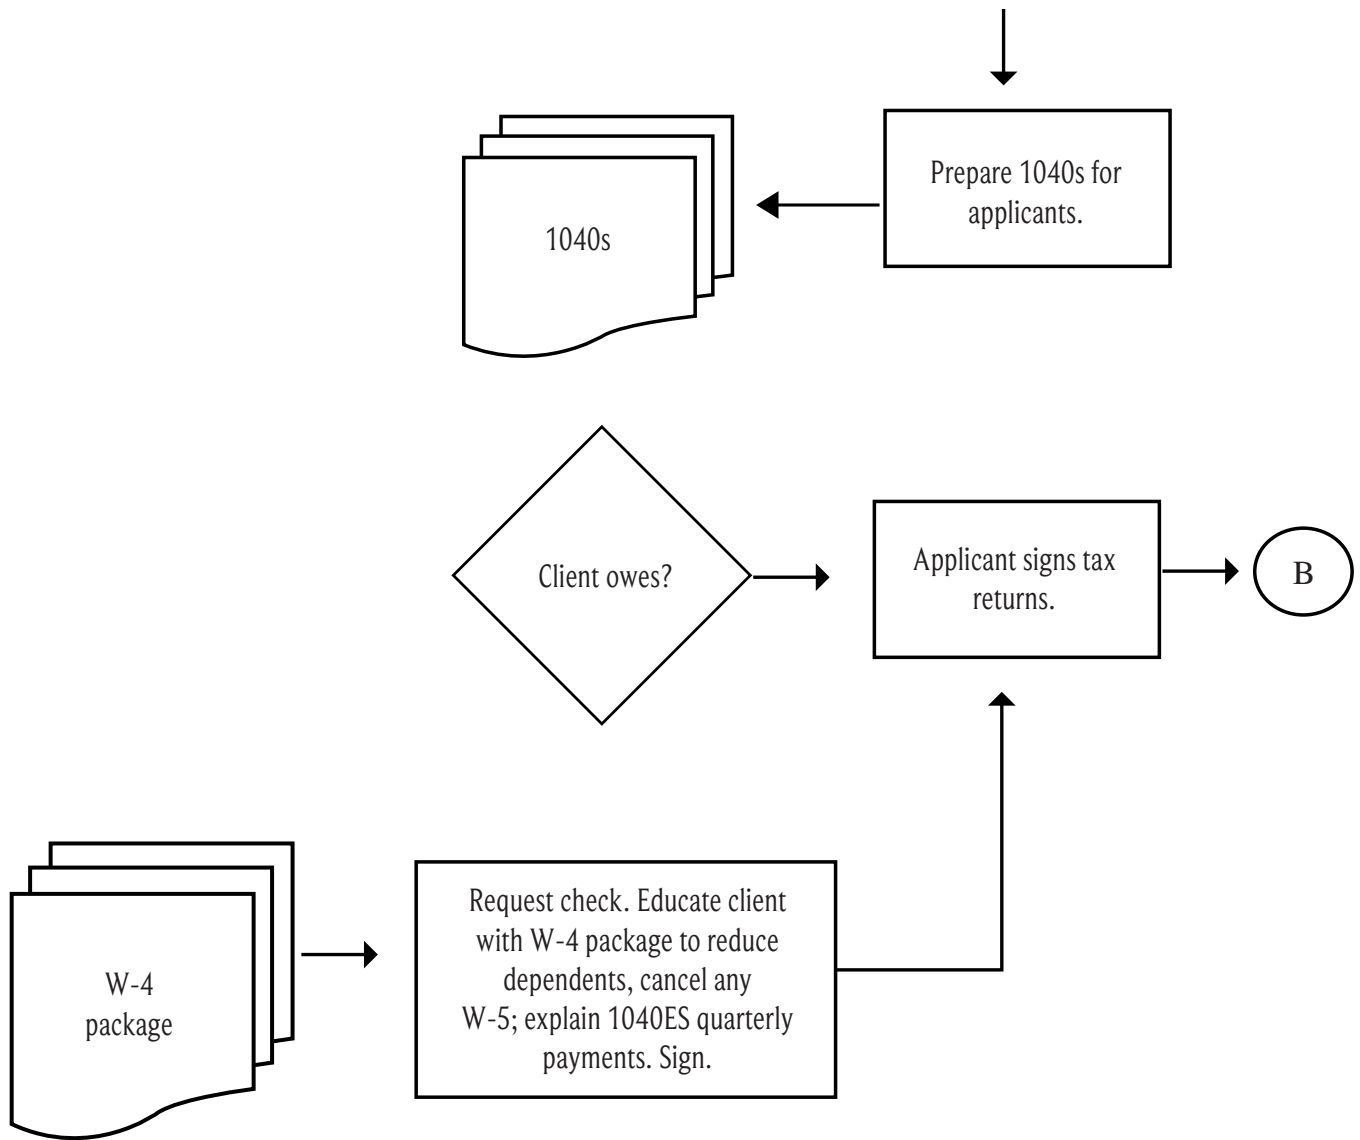 Prepare 1040s for
applicants.
1040s
Client owes?
Applicant signs tax
returns.
B
W-4
package
Request check. Educate client
with W-4 package to reduce
dependents, cancel any
W-5; explain 1040ES quarterly
payments. Sign.